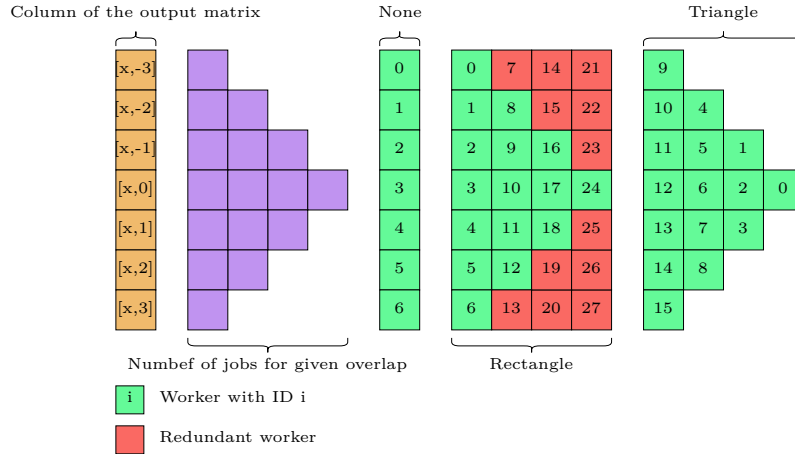 Column of the output matrix None Triangle
[x,-3] 0 0 7 14 21 9
[x,-2] 1 1 8 15 22 10 4
[x,-1] 2 2 9 16 23 11 5 1
[x,0] 3 3 10 17 24 12 6 2 0
[x,1] 4 4 11 18 25 13 7 3
[x,2] 5 5 12 19 26 14 8
[x,3] 6 6 13 20 27 15
Numbef of jobs for given overlap Rectangle
i Worker with ID i
Redundant worker